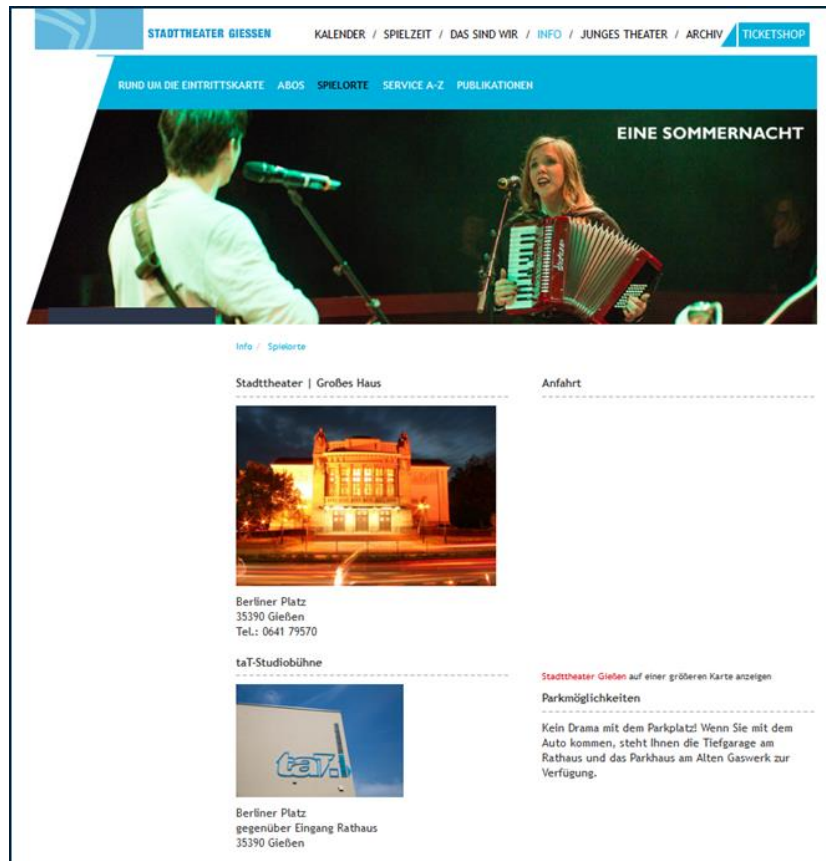 STADTTHEATER GIESSEN
KALENDER / SPIELZEIT / DAS SIND WIR / INFO / JUNGES THEATER / ARCHIV
TICKETSHOP
RUND UM DIE EINTRITTSKARTE ABOS SPIELORTE SERVICE A-Z PUBLIKATIONEN
EINE SOMMERNACHT
Info / Spielorte
Stadttheater | Großes Haus
Berliner Platz
35390 Gießen
Tel.: 0641 79570
taT-Studiobühne
taT
Berliner Platz
gegenüber Eingang Rathaus
35390 Gießen
Anfahrt
Stadttheater Gießen auf einer größeren Karte anzeigen
Parkmöglichkeiten
Kein Drama mit dem Parkplatz! Wenn Sie mit dem
Auto kommen, steht Ihnen die Tiefgarage am
Rathaus und das Parkhaus am Alten Gaswerk zur
Verfügung.